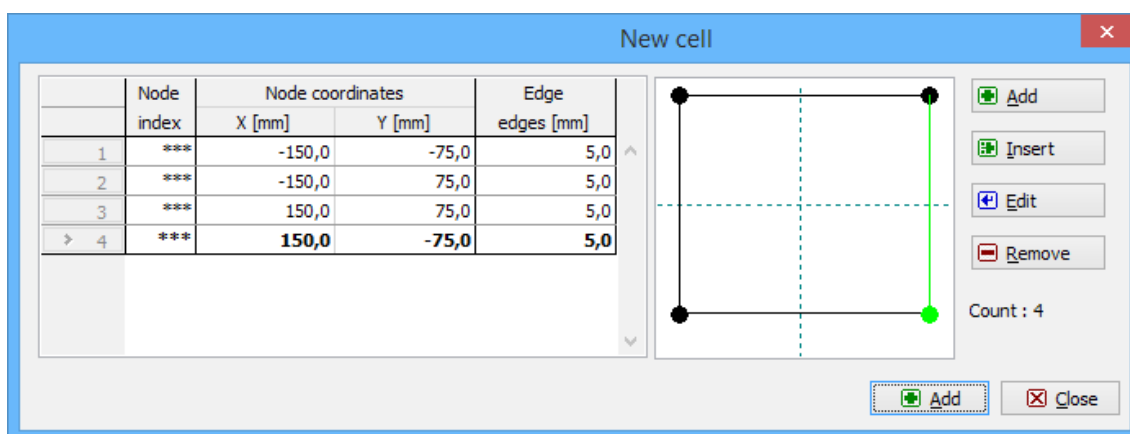 New cell
Node Node coordinates Edge
index X [mm] Y [mm] edges [mm]
1 *** -150,0 -75,0 5,0
2 *** -150,0 75,0 5,0
3 *** 150,0 75,0 5,0
> 4 *** 150,0 -75,0 5,0
Add
Insert
Edit
Remove
Count : 4
Add Close